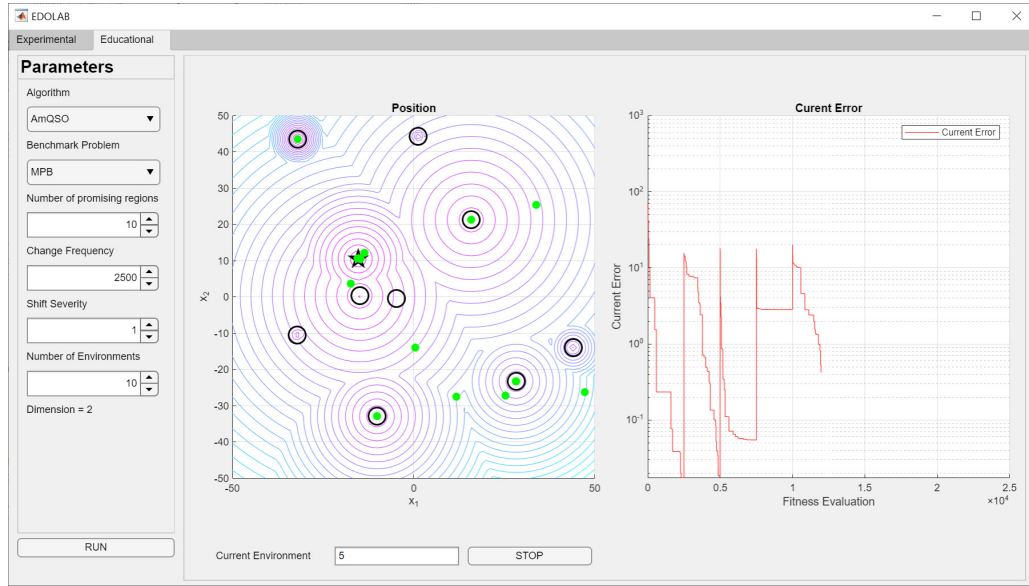 EDOLAB
Experimental Educational
Parameters
Algorithm
AmQSO
Benchmark Problem
MPB
Number of promising regions
10
Change Frequency
2500
Shift Severity
1
Number of Environments
10
Dimension = 2
RUN
Position
50
40
30
20
10
0
-10
-20
-30
-40
-50
x2
-50 0 50
x1
Current Environment 5 STOP
Curent Error
Current Error
10^3
10^2
10^1
10^0
10^-1
Current Error
0 0.5 1 1.5 2 2.5
Fitness Evaluation
×10^4